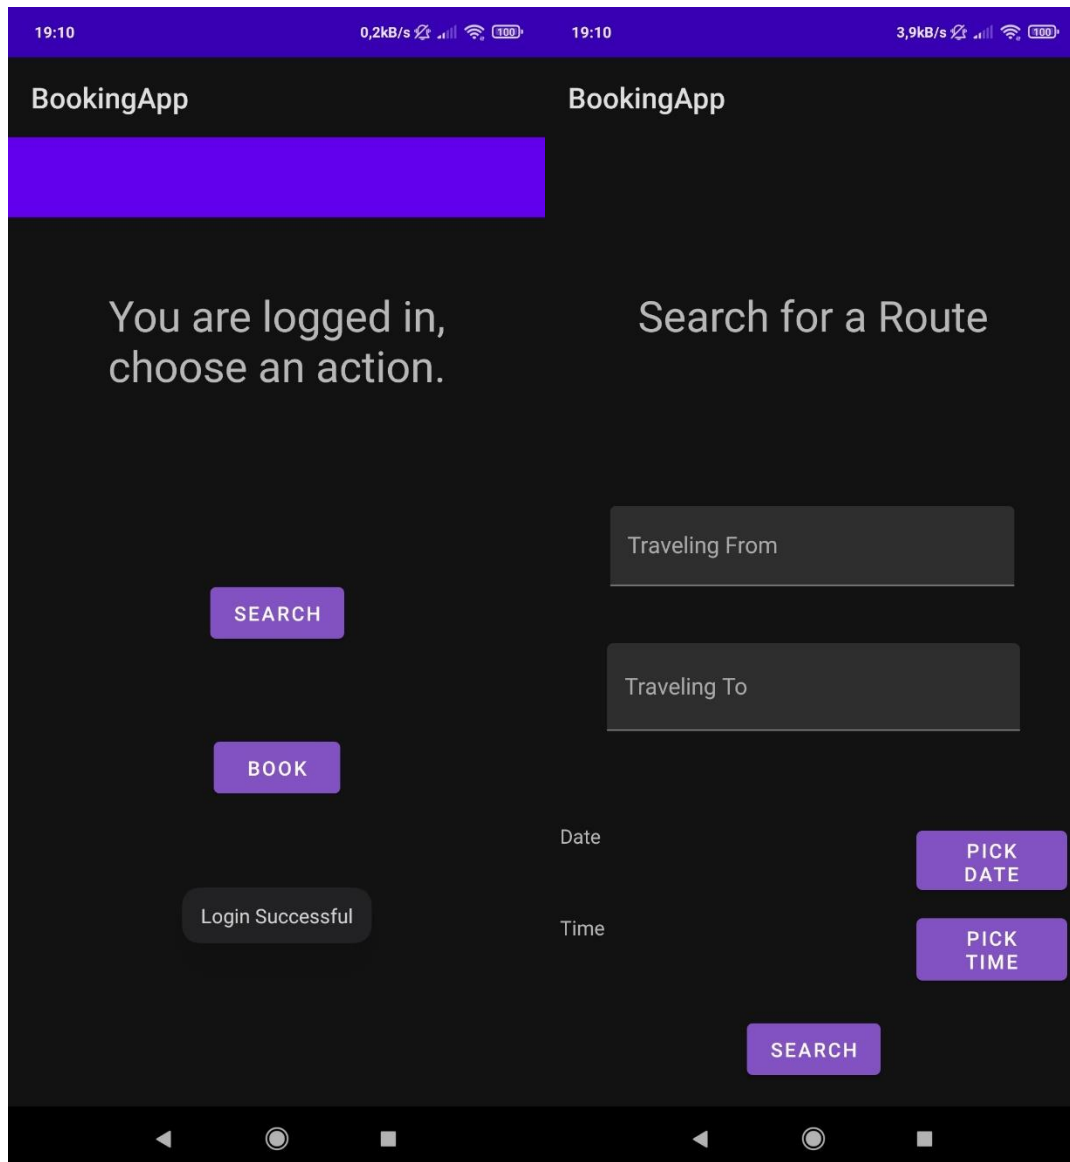 19:10
0,2kB/s
100
BookingApp
You are logged in,
choose an action.
SEARCH
BOOK
Login Successful
19:10
3,9kB/s
100
BookingApp
Search for a Route
Traveling From
Traveling To
Date
PICK
DATE
Time
PICK
TIME
SEARCH